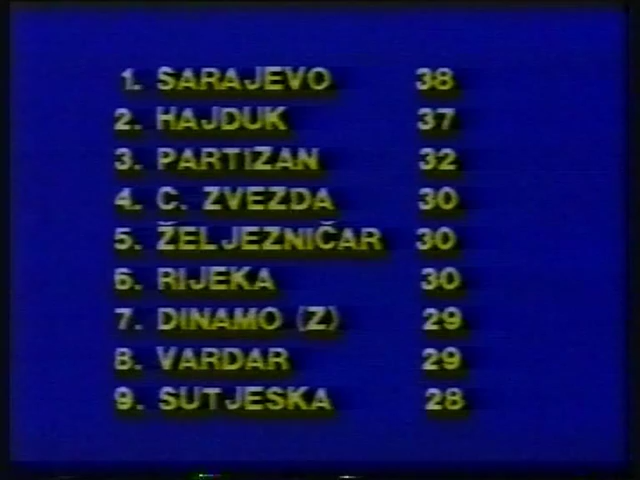 1. SARAJEVO 38
2. HAJDUK 37
3. PARTIZAN 32
4. C. ZVEZDA 30
5. ŽELJEZNIČAR 30
6. RIJEKA 30
7. DINAMO (Z) 29
8. VARDAR 29
9. SUTJESKA 28